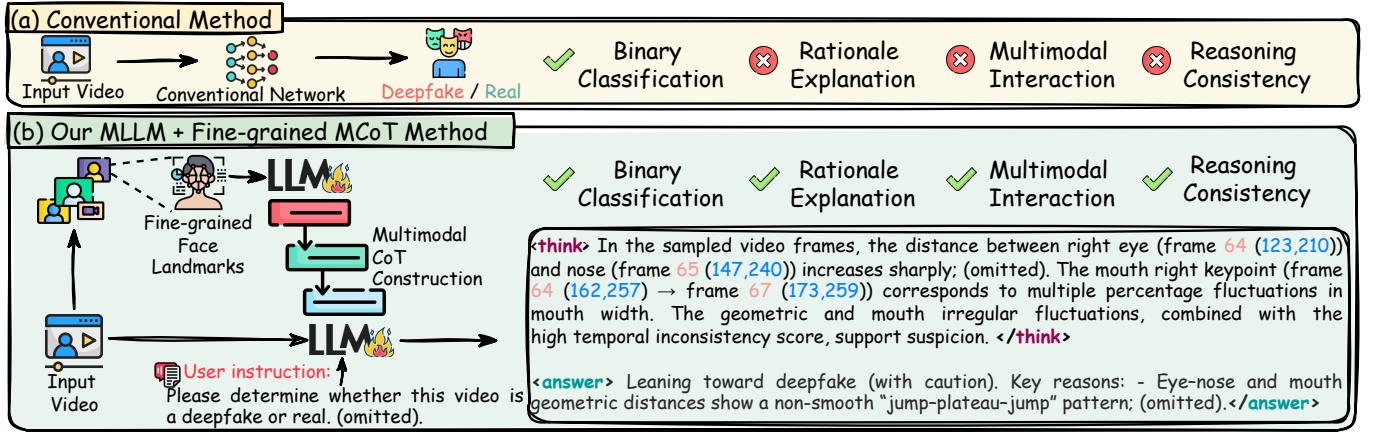 (a) Conventional Method
Input Video
Conventional Network
Deepfake / Real
Binary
Classification
Rationale
Explanation
Multimodal
Interaction
Reasoning
Consistency
(b) Our MLLM + Fine-grained MCoT Method
Fine-grained
Face
Landmarks
LLM
Multimodal
CoT
Construction
LLM
Input
Video
User instruction:
Please determine whether this video is
a deepfake or real. (omitted).
Binary
Classification
Rationale
Explanation
Multimodal
Interaction
Reasoning
Consistency
<think> In the sampled video frames, the distance between right eye (frame 64 (123,210))
and nose (frame 65 (147,240)) increases sharply; (omitted). The mouth right keypoint (frame
64 (162,257) → frame 67 (173,259)) corresponds to multiple percentage fluctuations in
mouth width. The geometric and mouth irregular fluctuations, combined with the
high temporal inconsistency score, support suspicion. </think>
<answer> Leaning toward deepfake (with caution). Key reasons: - Eye–nose and mouth
geometric distances show a non-smooth “jump–plateau–jump” pattern; (omitted).</answer>